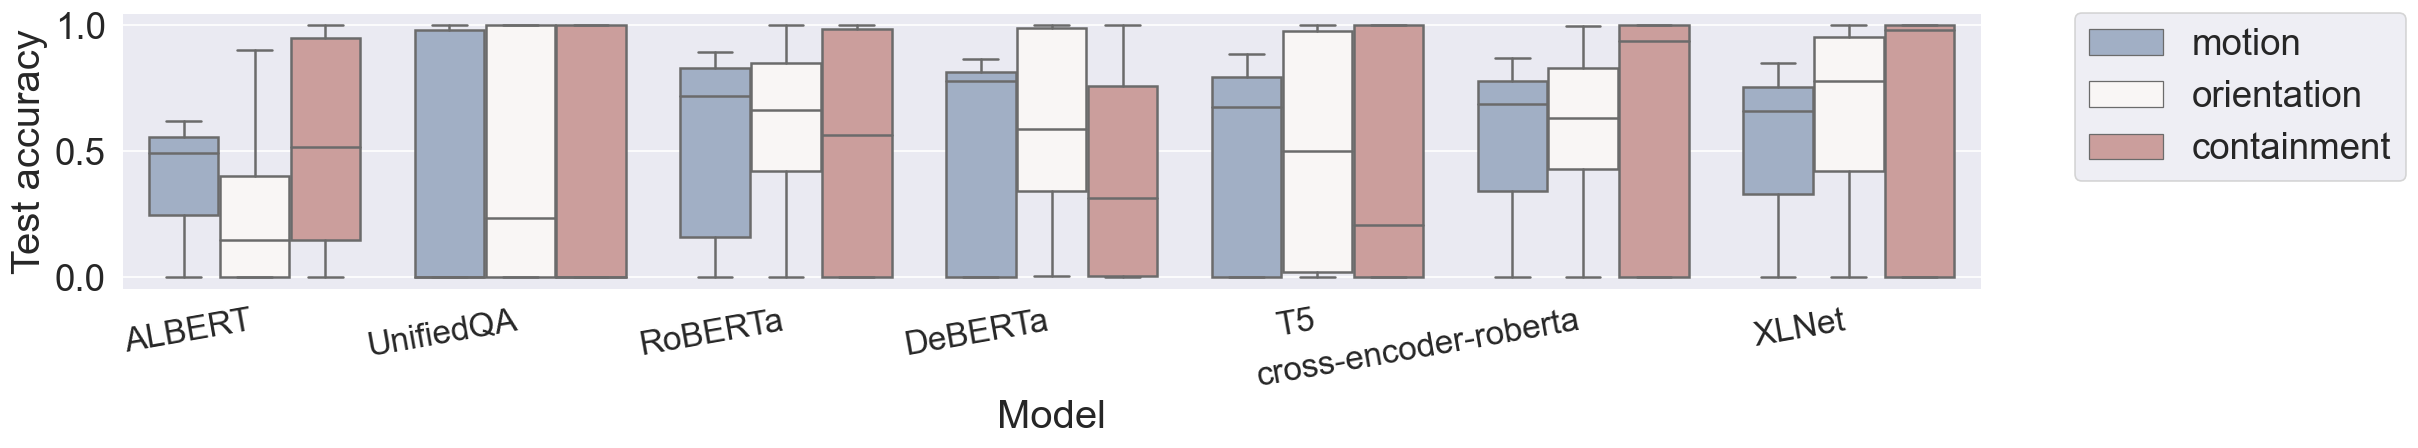 Test accuracy
1.0
0.5
0.0
ALBERT
UnifiedQA
RoBERTa
DeBERTa
T5
cross-encoder-roberta
XLNet
Model
motion
orientation
containment